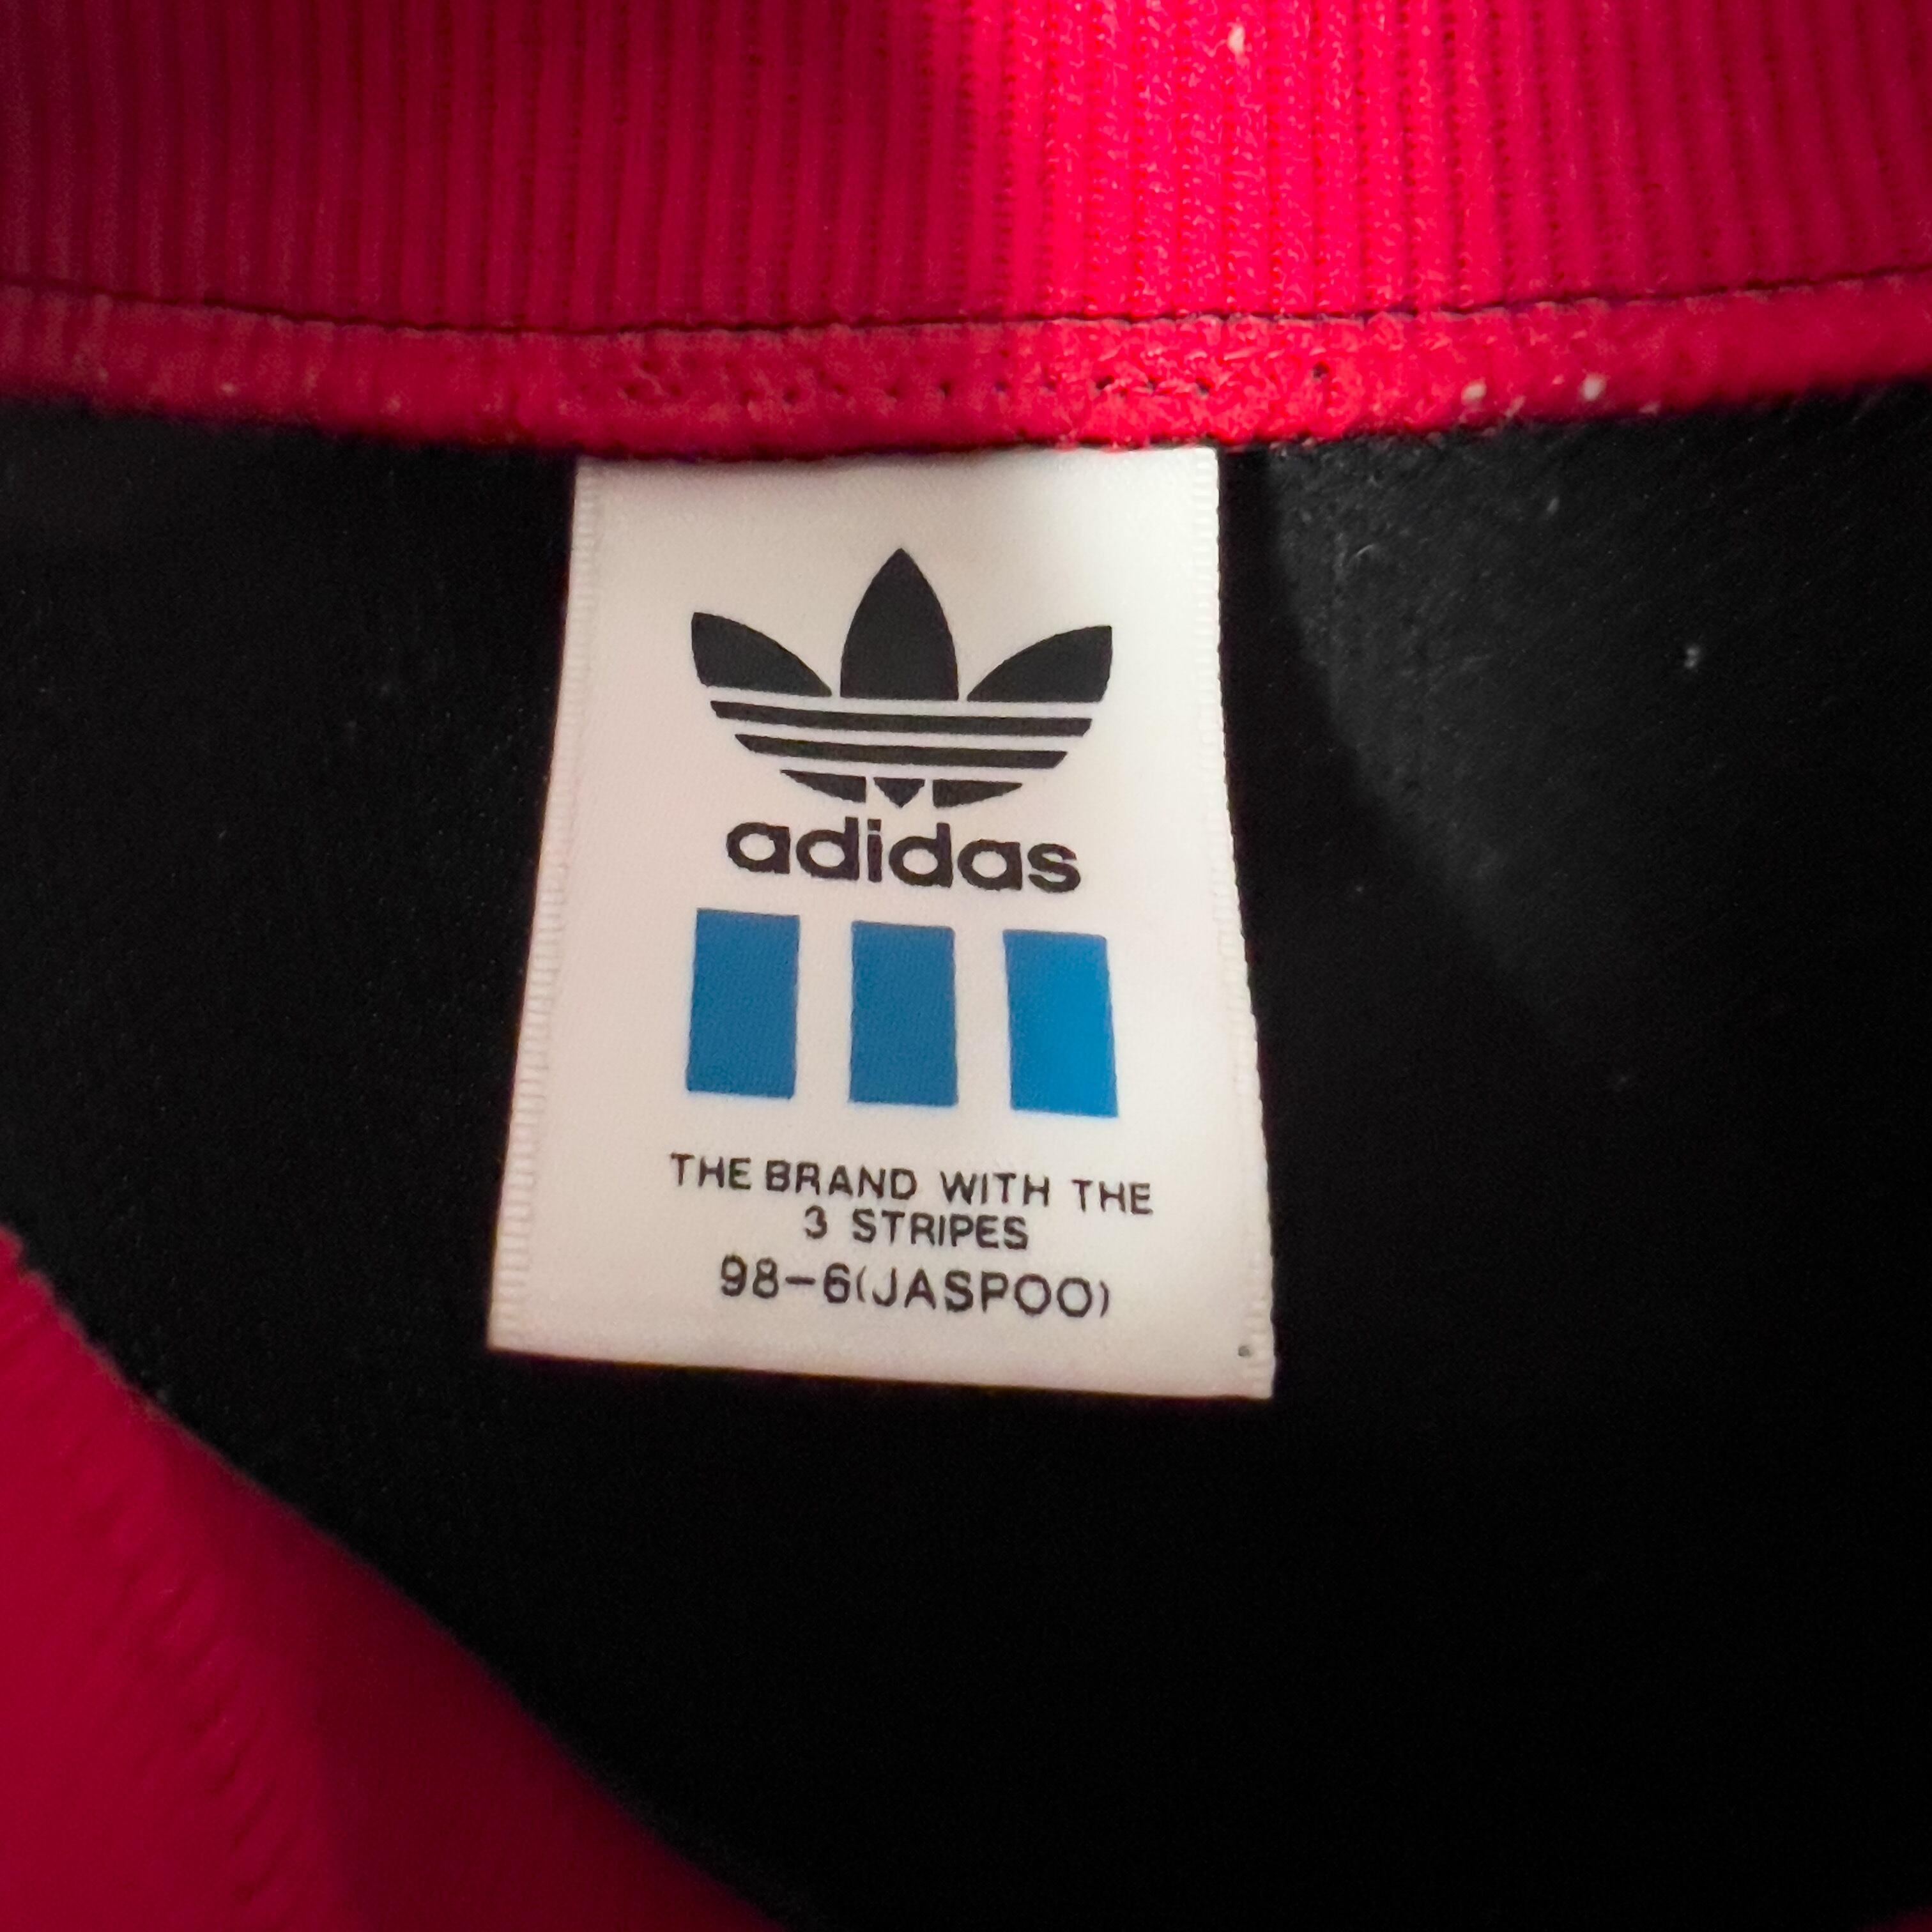 adidas
THE BRAND WITH THE
3 STRIPES
98-6(JASPOO)